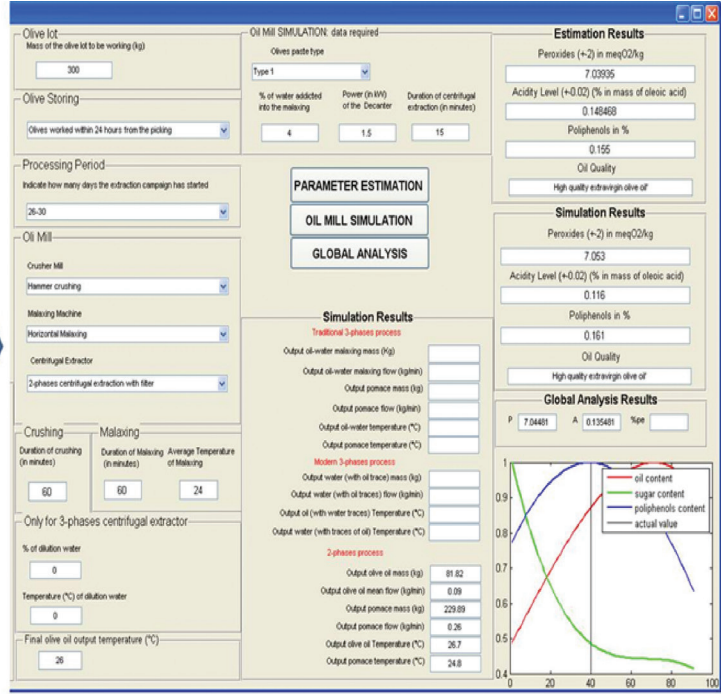 Olive lot
Mass of the olive lot to be working (kg)
300
Olive Storing
Olives worked within 24 hours from the picking
Processing Period
Indicate how many days the extraction campaign has started
26-30
Oli Mill
Crusher Mill
Hammer crushing
Malaxing Machine
Horizontal Malaxing
Centrifugal Extractor
2-phases centrifugal extraction with filter
Crushing
Duration of crushing
(in minutes)
60
Malaxing
Duration of Malaxing
(in minutes)
60
Average Temperature
of Malaxing
24
Only for 3-phases centrifugal extractor
% of dilution water
0
Temperature (°C) of dilution water
0
Final olive oil output temperature (°C)
26
Oil Mill SIMULATION: data required
Olives paste type
Type 1
% of water addicted
into the malaxing
4
Power (in kW)
of the Decanter
1.5
Duration of centrifugal
extraction (in minutes)
15
PARAMETER ESTIMATION
OIL MILL SIMULATION
GLOBAL ANALYSIS
Simulation Results
Traditional 3-phases process
Output oil-water malaxing mass (Kg)
Output oil-water malaxing flow (kg/min)
Output pomace mass (kg)
Output pomace flow (kg/min)
Output oil-water temperature (°C)
Output pomace temperature (°C)
Modern 3-phases process
Output water (with oil trace) mass (kg)
Output water (with oil traces) flow (kg/min)
Output oil (with water traces) Temperature (°C)
Output water (with traces of oil) Temperature (°C)
2-phases process
Output olive oil mass (kg) 81.82
Output olive oil mean flow (kg/min) 0.09
Output pomace mass (kg) 229.89
Output pomace flow (kg/min) 0.26
Output olive oil Temperature (°C) 26.7
Output pomace temperature (°C) 24.8
Estimation Results
Peroxides (+-2) in meqO2/kg
7.03935
Acidity Level (+-0.02) (% in mass of oleoic acid)
0.148468
Poliphenols in %
0.155
Oil Quality
High quality extravirgin olive oil'
Simulation Results
Peroxides (+-2) in meqO2/kg
7.053
Acidity Level (+-0.02) (% in mass of oleoic acid)
0.116
Poliphenols in %
0.161
Oil Quality
High quality extravirgin olive oil'
Global Analysis Results
P 7.04481 A 0.135481 %pe
oil content
sugar content
poliphenols content
actual value
1
0.9
0.8
0.7
0.6
0.5
0.4
0 20 40 60 80 100